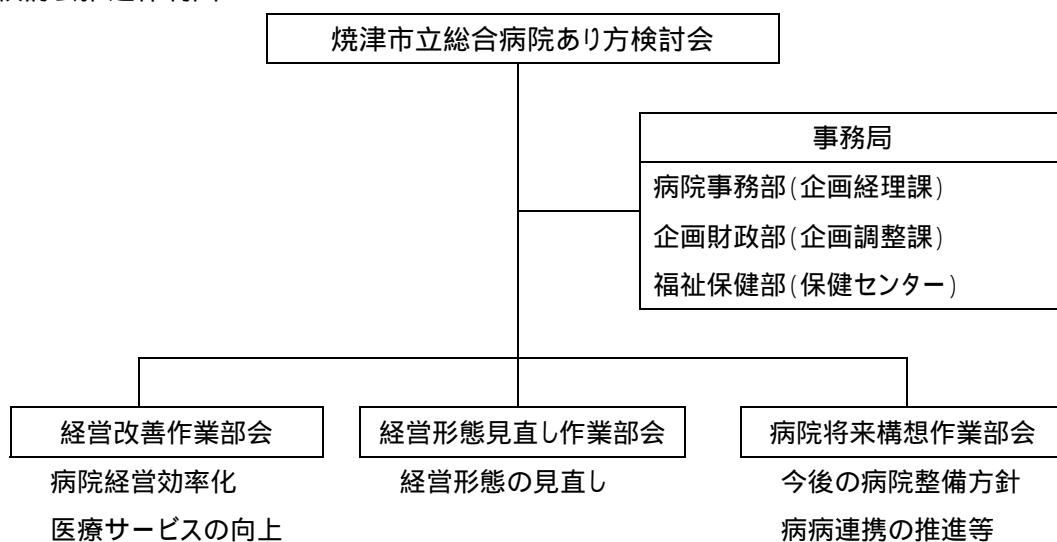 焼津市立総合病院あり方検討会
事務局
病院事務部(企画経理課)
企画財政部(企画調整課)
福祉保健部(保健センター)
経営改善作業部会
病院経営効率化
医療サービスの向上
経営形態見直し作業部会
経営形態の見直し
病院将来構想作業部会
今後の病院整備方針
病病連携の推進等